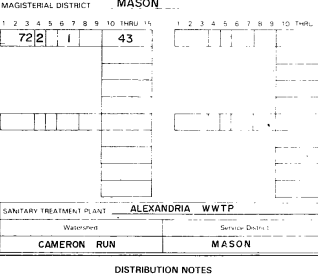 MAGISTERIAL DISTRICT MASON
1 2 3 4 5 6 7 8 9 10 THRU 15 1 2 3 4 5 6 7 8 9 10 THRU
72 2 1 43
SANITARY TREATMENT PLANT ALEXANDRIA WWTP
Watershed Service District
CAMERON RUN MASON
DISTRIBUTION NOTES